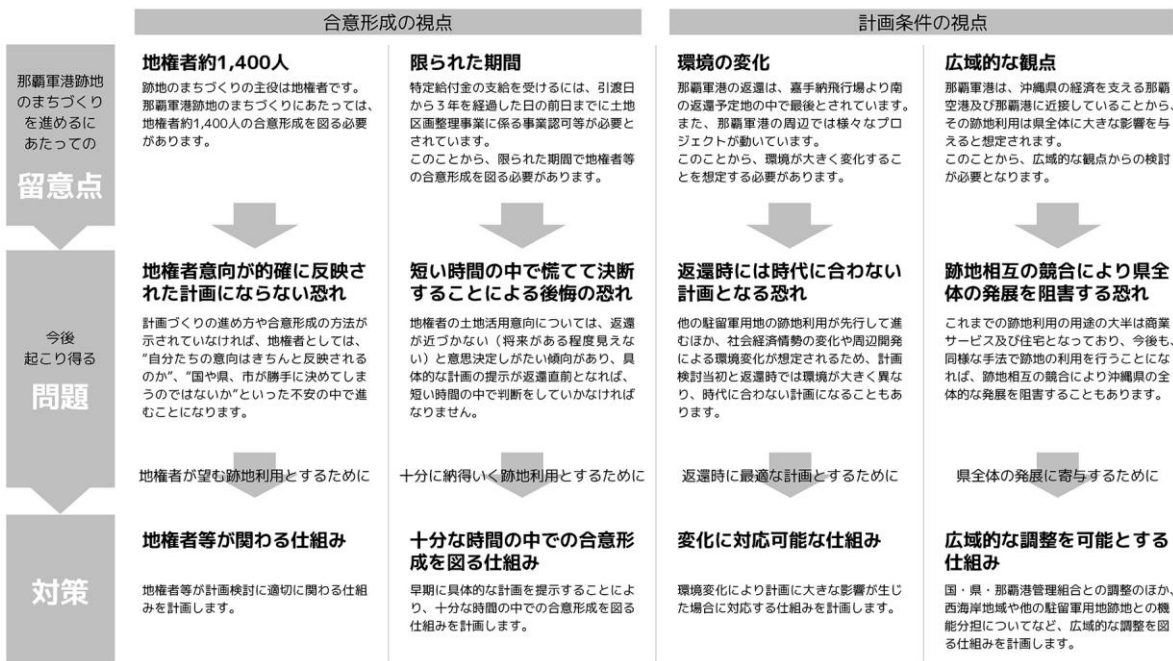 合意形成の視点
計画条件の視点
那覇軍港跡地
のまちづくり
を進めるに
あたっての
留意点
地権者約1,400人
跡地のまちづくりの主役は地権者です。
那覇軍港跡地のまちづくりにあたっては、
地権者約1,400人の合意形成を図る必要
があります。
限られた期間
特定給付金の支給を受けるには、引渡日
から３年を経過した日の前日までに土地
区画整理事業に係る事業認可等が必要と
されています。
このことから、限られた期間で地権者等
の合意形成を図る必要があります。
環境の変化
那覇軍港の返還は、嘉手納飛行場より南
の返還予定地の中で最後とされています。
また、那覇軍港の周辺では様々なプロ
ジェクトが動いています。
このことから、環境が大きく変化するこ
とを想定する必要があります。
広域的な観点
那覇軍港は、沖縄県の経済を支える那覇
空港及び那覇港に近接していることから、
その跡地利用は県全体に大きな影響を与
えると想定されます。
このことから、広域的な観点からの検討
が必要となります。
今後
起こり得る
問題
地権者意向が的確に反映さ
れた計画にならない恐れ
計画づくりの進め方や合意形成の方法が
示されていなければ、地権者としては、
“自分たちの意向はきちんと反映される
のか”、“国や県、市が勝手に決めてしま
うのではないか”といった不安の中で進
むことになります。
短い時間の中で慌てて決断
することによる後悔の恐れ
地権者の土地活用意向については、返還
が近づかない（将来がある程度見えな
い）と意思決定しがたい傾向があり、具
体的な計画の提示が返還直前となれば、
短い時間の中で判断をしていかなければ
なりません。
返還時には時代に合わない
計画となる恐れ
他の駐留軍用地の跡地利用が先行して進
むほか、社会経済情勢の変化や周辺開発
による環境変化が想定されるため、計画
検討当初と返還時では環境が大きく異な
り、時代に合わない計画になることもあ
ります。
跡地相互の競合により県全
体の発展を阻害する恐れ
これまでの跡地利用の用途の大半は商業
サービス及び住宅となっており、今後も、
同様な手法で跡地の利用を行うことにな
れば、跡地相互の競合により沖縄県の全
体的な発展を阻害することもあります。
地権者が望む跡地利用とするために
十分に納得いく跡地利用とするために
返還時に最適な計画とするために
県全体の発展に寄与するために
対策
地権者等が関わる仕組み
地権者等が計画検討に適切に関わる仕組
みを計画します。
十分な時間の中での合意形
成を図る仕組み
早期に具体的な計画を提示することによ
り、十分な時間の中での合意形成を図る
仕組みを計画します。
変化に対応可能な仕組み
環境変化により計画に大きな影響が生じ
た場合に対応する仕組みを計画します。
広域的な調整を可能とする
仕組み
国・県・那覇港管理組合との調整のほか、
西海岸地域や他の駐留軍用地跡地との機
能分担についてなど、広域的な調整を図
る仕組みを計画します。